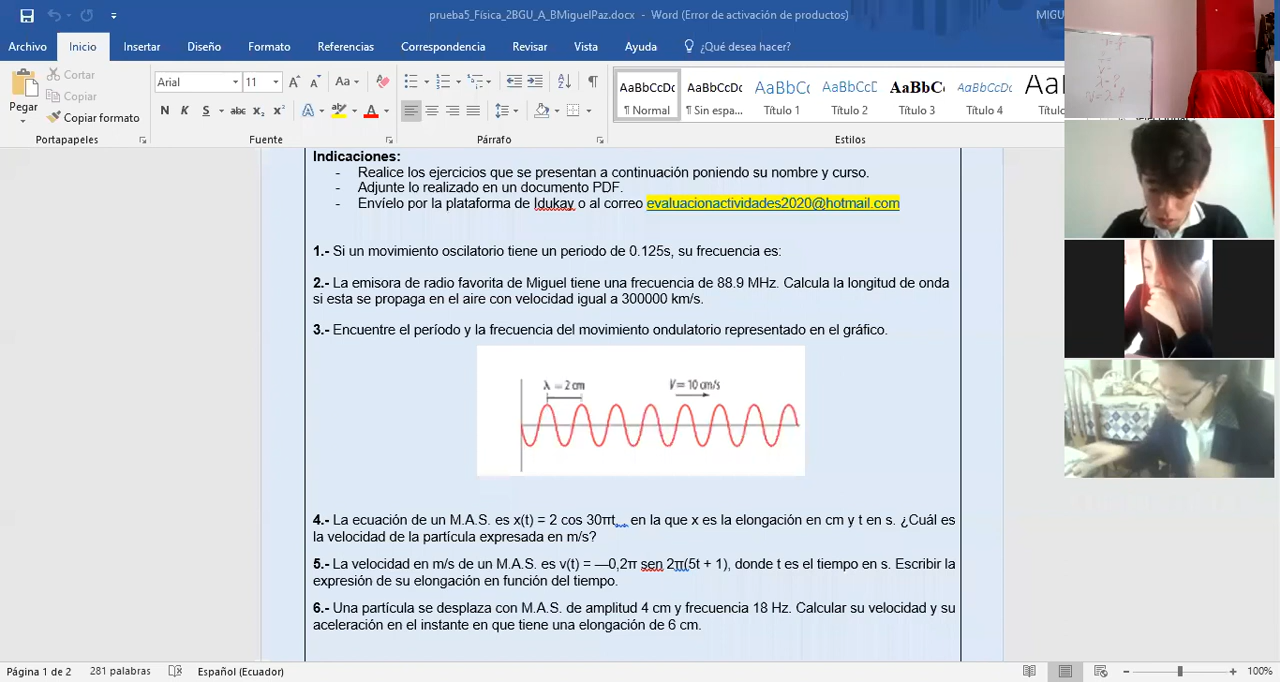 prueba5_Física_2BGU_A_BMiguelPaz.docx - Word (Error de activación de productos)
MIGU
Archivo Inicio Insertar Diseño Formato Referencias Correspondencia Revisar Vista Ayuda ¿Qué desea hacer?
Pegar
Cortar
Copiar
Copiar formato
Portapapeles
Arial 11
Aa
N K S abc x₂ x²
Fuente
Párrafo
AaBbCcDc AaBbCcDc AaBbCc AaBbCcD AaBbCc AaBbCcDc Aa
¶ Normal ¶ Sin espa... Título 1 Título 2 Título 3 Título 4 Títu
Estilos
Indicaciones:
- Realice los ejercicios que se presentan a continuación poniendo su nombre y curso.
- Adjunte lo realizado en un documento PDF.
- Envíelo por la plataforma de Idukay o al correo evaluacionactividades2020@hotmail.com
1.- Si un movimiento oscilatorio tiene un periodo de 0.125s, su frecuencia es:
2.- La emisora de radio favorita de Miguel tiene una frecuencia de 88.9 MHz. Calcula la longitud de onda
si esta se propaga en el aire con velocidad igual a 300000 km/s.
3.- Encuentre el período y la frecuencia del movimiento ondulatorio representado en el gráfico.
λ = 2 cm
V = 10 cm/s
4.- La ecuación de un M.A.S. es x(t) = 2 cos 30πt, en la que x es la elongación en cm y t en s. ¿Cuál es
la velocidad de la partícula expresada en m/s?
5.- La velocidad en m/s de un M.A.S. es v(t) = —0,2π sen 2π(5t + 1), donde t es el tiempo en s. Escribir la
expresión de su elongación en función del tiempo.
6.- Una partícula se desplaza con M.A.S. de amplitud 4 cm y frecuencia 18 Hz. Calcular su velocidad y su
aceleración en el instante en que tiene una elongación de 6 cm.
Página 1 de 2 281 palabras Español (Ecuador)
100%